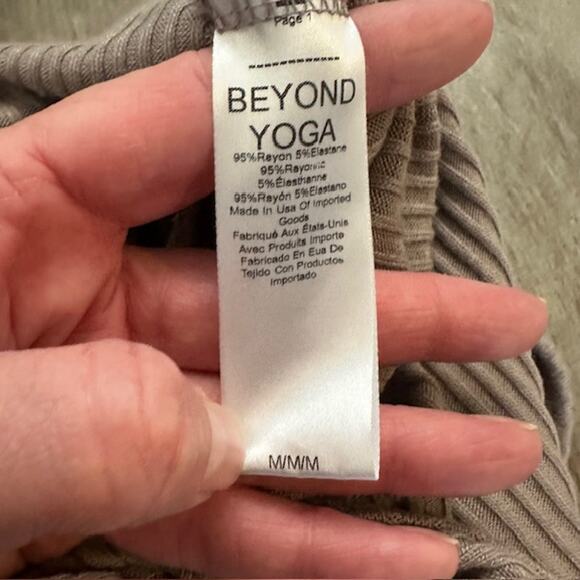 Page 1
-------------
BEYOND
YOGA
95%Rayon 5%Elastane
95%Rayonne
5%Élasthanne
95%Rayón 5%Elastano
Made In Usa Of Imported
Goods
Fabriqué Aux États-Unis
Avec Produits Importe
Fabricado En Eua De
Tejido Con Productos
Importado
M/M/M